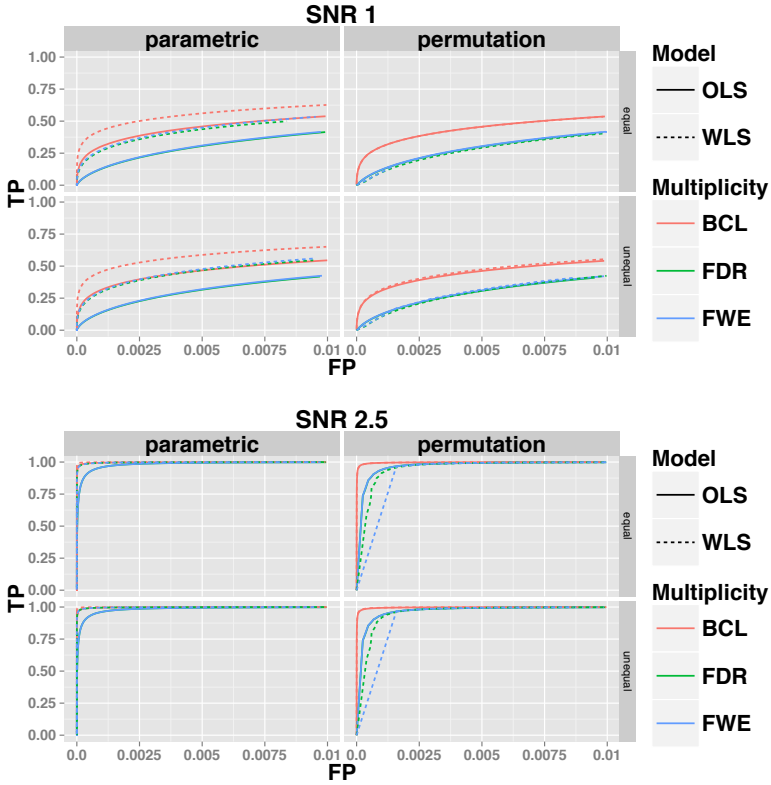 SNR 1
parametric
permutation
1.00
0.75
0.50
0.25
0.00
equal
1.00
0.75
0.50
0.25
0.00
unequal
TP
0.0
0.0025
0.005
0.0075
0.01
0.0
0.0025
0.005
0.0075
0.01
FP
Model
OLS
WLS
Multiplicity
BCL
FDR
FWE
SNR 2.5
parametric
permutation
1.00
0.75
0.50
0.25
0.00
equal
1.00
0.75
0.50
0.25
0.00
unequal
TP
0.0
0.0025
0.005
0.0075
0.01
0.0
0.0025
0.005
0.0075
0.01
FP
Model
OLS
WLS
Multiplicity
BCL
FDR
FWE